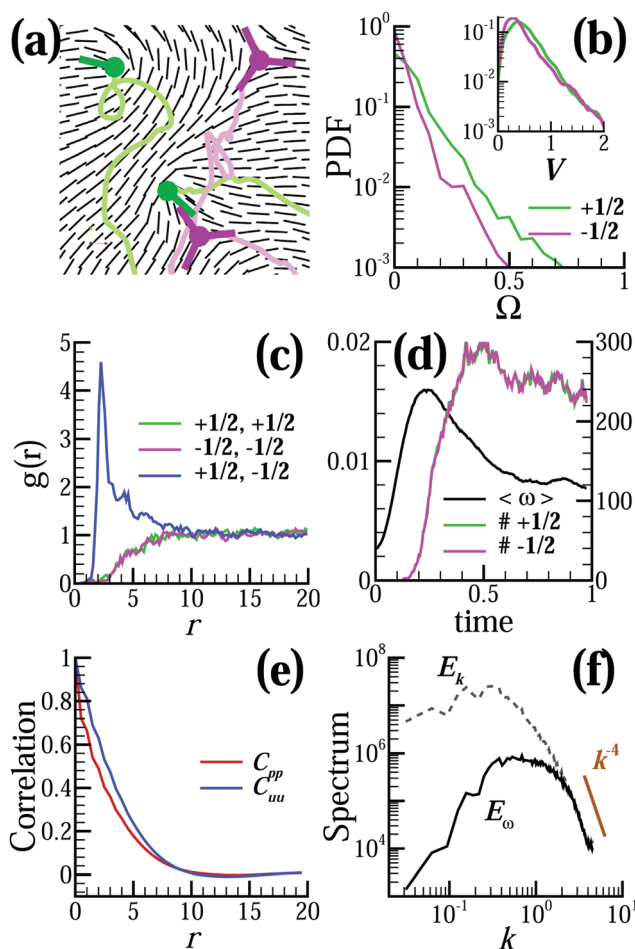 (a)
(b)
PDF
10^0
10^-1
10^-2
10^-3
0
0.5
1
Ω
10^-1
10^-2
10^-3
0
1
2
V
+1/2
-1/2
(c)
g(r)
5
4
3
2
1
0
0
5
10
15
20
r
+1/2, +1/2
-1/2, -1/2
+1/2, -1/2
(d)
0.02
0.01
0
300
200
100
0
0
0.5
1
time
< ω >
# +1/2
# -1/2
(e)
Correlation
1
0.8
0.6
0.4
0.2
0
0
5
10
15
20
r
C_pp
C_uu
(f)
Spectrum
10^8
10^6
10^4
10^-1
10^0
10^1
k
E_k
E_ω
k^-4